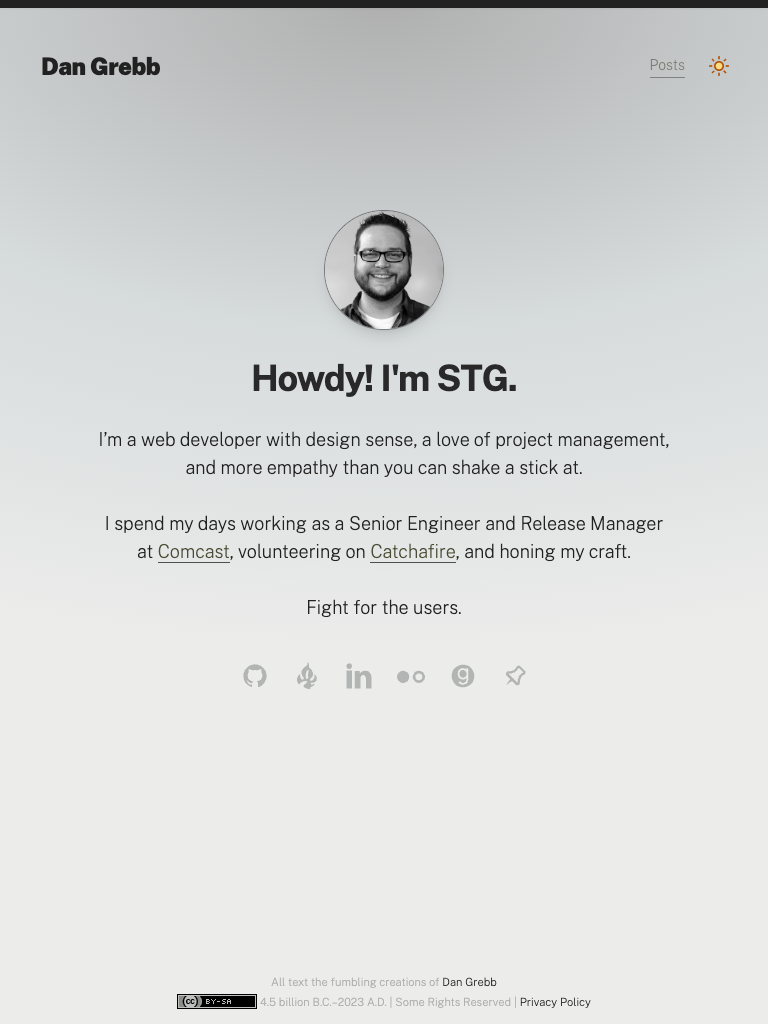 Dan Grebb
Posts
Howdy! I'm STG.
I’m a web developer with design sense, a love of project management,
and more empathy than you can shake a stick at.
I spend my days working as a Senior Engineer and Release Manager
at Comcast, volunteering on Catchafire, and honing my craft.
Fight for the users.
in
g
All text the fumbling creations of Dan Grebb
cc BY-SA 4.5 billion B.C.–2023 A.D. | Some Rights Reserved | Privacy Policy